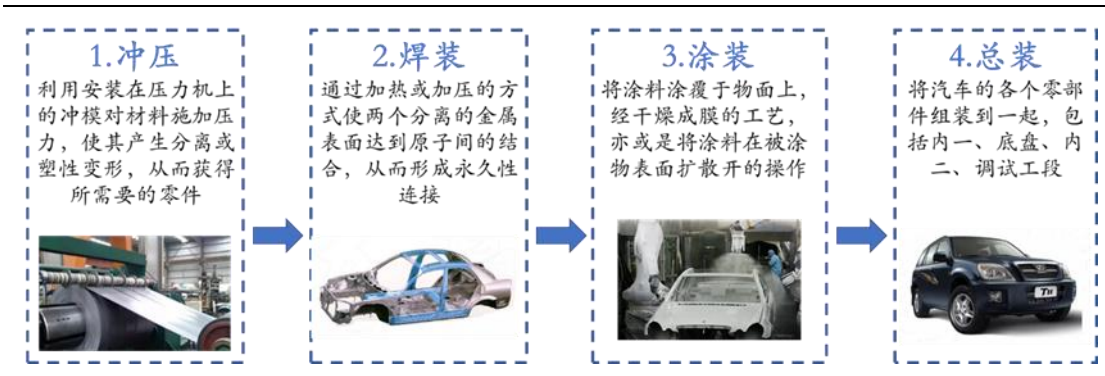 1.冲压
利用安装在压力机上
的冲模对材料施加压
力，使其产生分离或
塑性变形，从而获得
所需要的零件
2.焊装
通过加热或加压的方
式使两个分离的金属
表面达到原子间的结
合，从而形成永久性
连接
3.涂装
将涂料涂覆于物面上，
经干燥成膜的工艺，
亦或是将涂料在被涂
物表面扩散开的操作
4.总装
将汽车的各个零部
件组装到一起，包
括内一、底盘、内
二、调试工段
T11